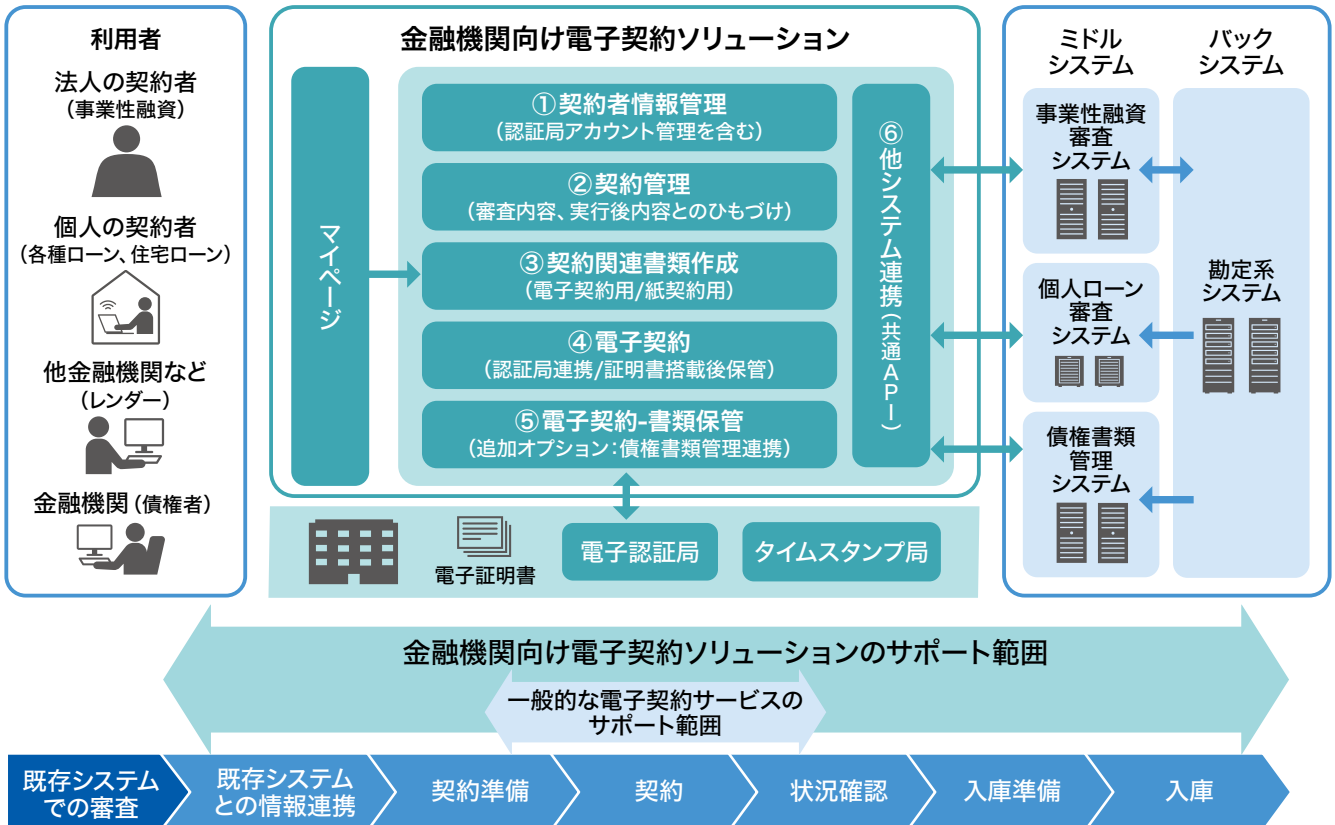 利用者
法人の契約者
（事業性融資）
個人の契約者
（各種ローン、住宅ローン）
他金融機関など
（レンダー）
金融機関（債権者）
金融機関向け電子契約ソリューション
マイページ
①契約者情報管理
（認証局アカウント管理を含む）
②契約管理
（審査内容、実行後内容とのひもづけ）
③契約関連書類作成
（電子契約用/紙契約用）
④電子契約
（認証局連携/証明書搭載後保管）
⑤電子契約-書類保管
（追加オプション：債権書類管理連携）
⑥他システム連携（共通API）
電子証明書
電子認証局
タイムスタンプ局
ミドル
システム
事業性融資
審査
システム
個人ローン
審査
システム
債権書類
管理
システム
バック
システム
勘定系
システム
金融機関向け電子契約ソリューションのサポート範囲
一般的な電子契約サービスの
サポート範囲
既存システム
での審査
既存システム
との情報連携
契約準備
契約
状況確認
入庫準備
入庫